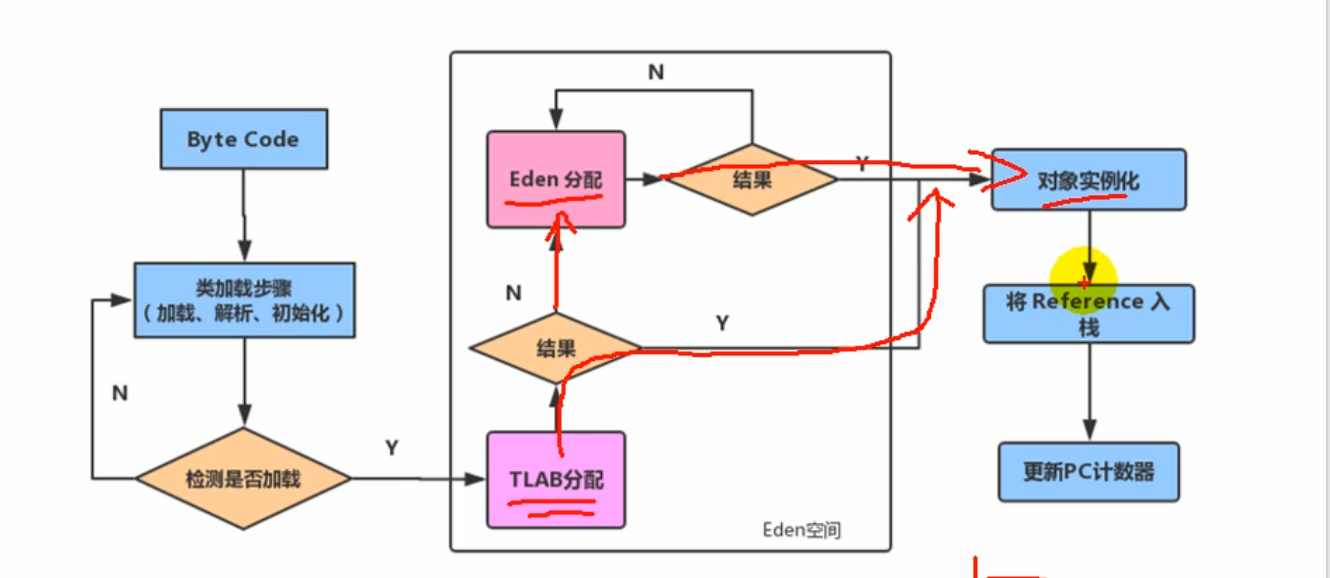 Byte Code
类加载步骤
（加载、解析、初始化）
N
检测是否加载
Y
N
Eden 分配
结果
Y
N
结果
Y
TLAB分配
Eden空间
对象实例化
将 Reference 入
栈
更新PC计数器